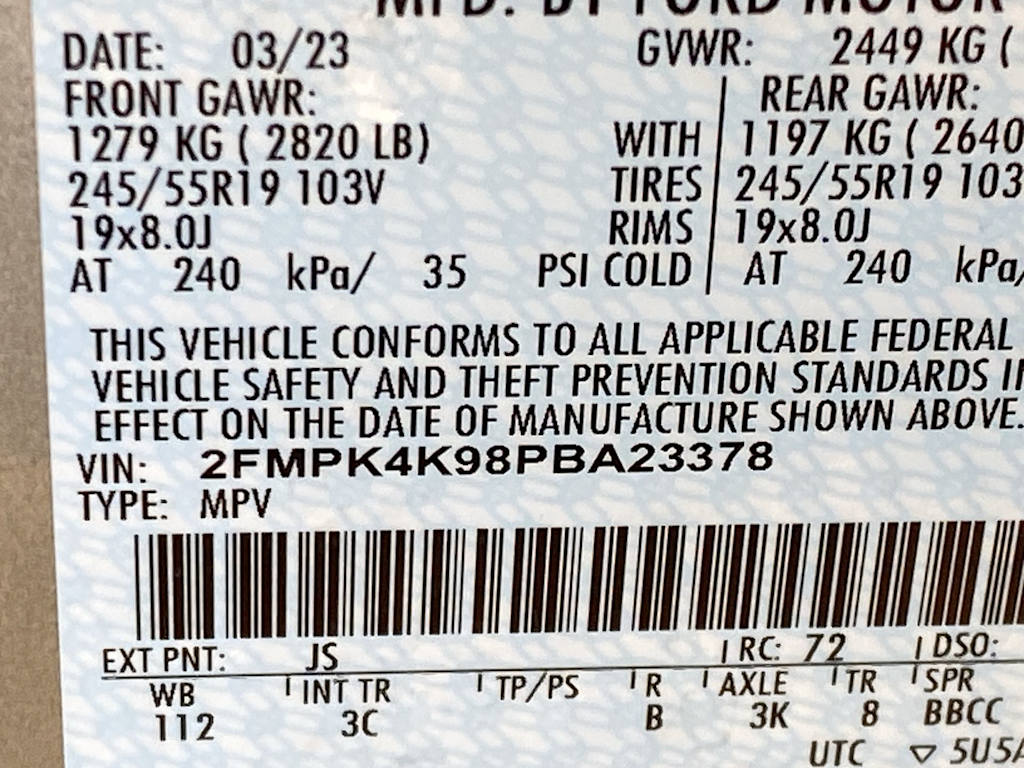 MFD. BY FORD MOTOR
DATE: 03/23 GVWR: 2449 KG (
FRONT GAWR: REAR GAWR:
1279 KG ( 2820 LB) WITH 1197 KG ( 2640
245/55R19 103V TIRES 245/55R19 103
19x8.0J RIMS 19x8.0J
AT 240 kPa/ 35 PSI COLD AT 240 kPa/
THIS VEHICLE CONFORMS TO ALL APPLICABLE FEDERAL
VEHICLE SAFETY AND THEFT PREVENTION STANDARDS IN
EFFECT ON THE DATE OF MANUFACTURE SHOWN ABOVE.
VIN: 2FMPK4K98PBA23378
TYPE: MPV
EXT PNT: JS RC: 72 DSO:
WB INT TR TP/PS R AXLE TR SPR
112 3C B 3K 8 BBCC
UTC ▽ 5U5A